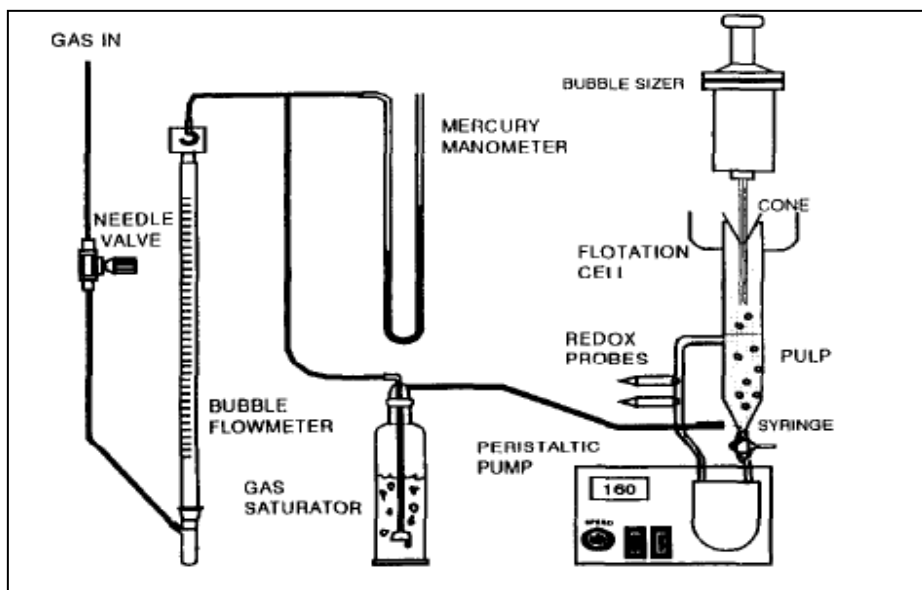 GAS IN
NEEDLE
VALVE
BUBBLE
FLOWMETER
MERCURY
MANOMETER
GAS
SATURATOR
BUBBLE SIZER
CONE
FLOTATION
CELL
REDOX
PROBES
PULP
SYRINGE
PERISTALTIC
PUMP
160
SPEED